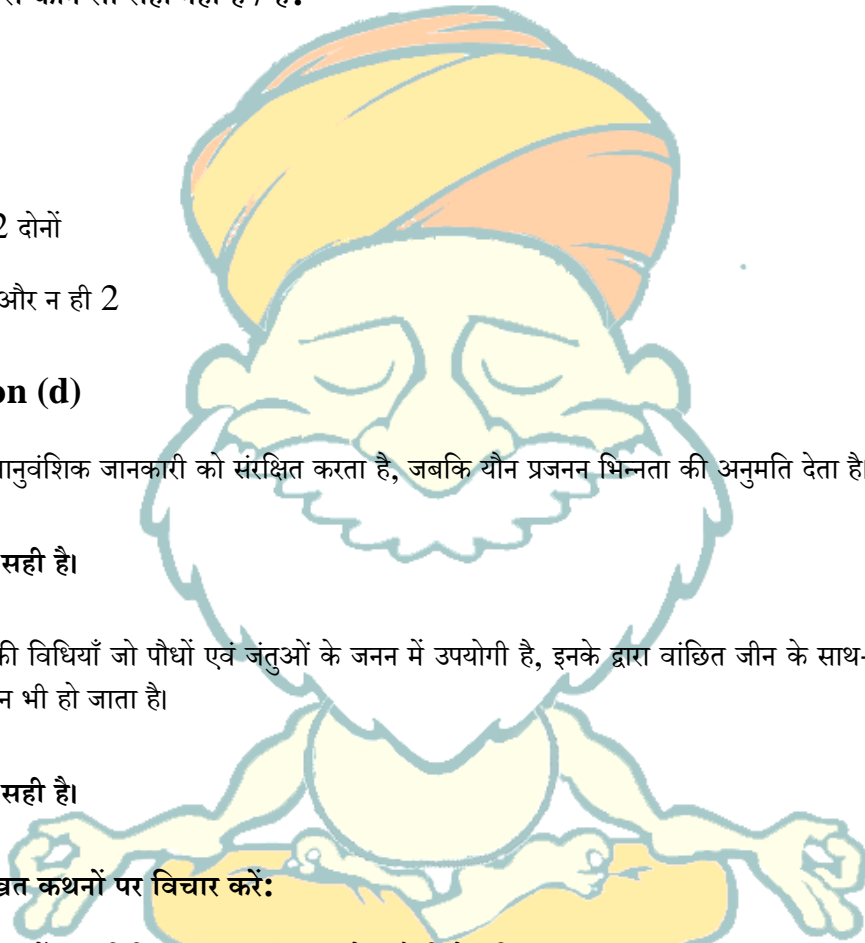 2 दोनों
और न ही 2
on (d)
ानुवंशिक जानकारी को संरक्षित करता है, जबकि यौन प्रजनन भिन्नता की अनुमति देता है।
सही है।
की विधियाँ जो पौधों एवं जंतुओं के जनन में उपयोगी है, इनके द्वारा वांछित जीन के साथ-
न भी हो जाता है।
सही है।
खित कथनों पर विचार करें: